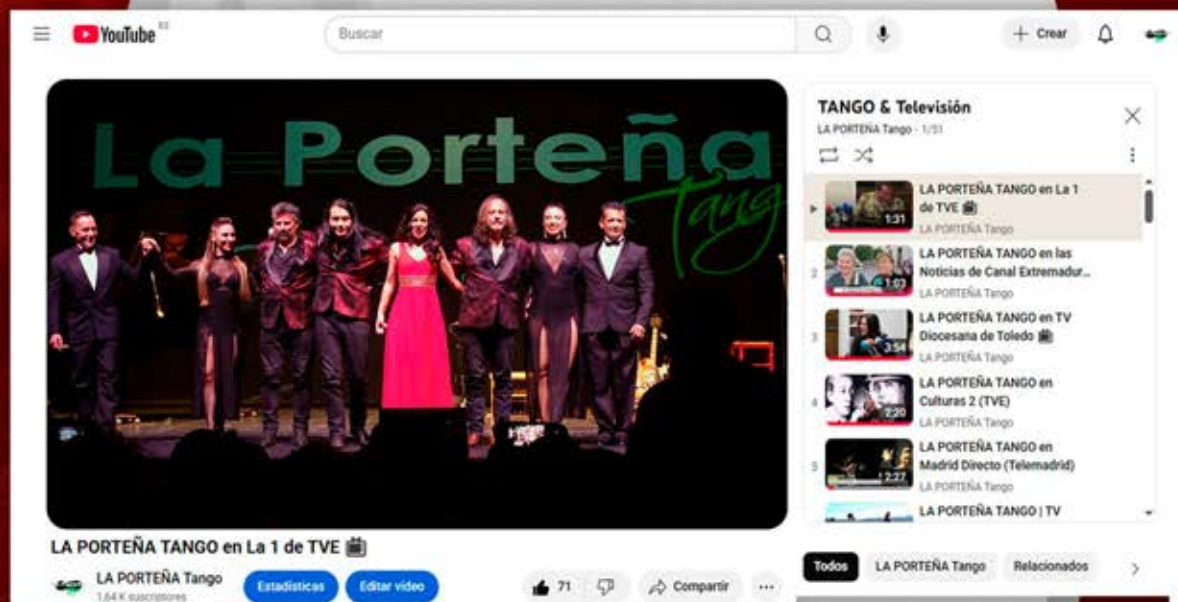 YouTube ES
Buscar
Crear
La Porteña
Tang
TANGO & Televisión
LA PORTEÑA Tango - 1/51
LA PORTEÑA TANGO en La 1
de TVE
1:31
LA PORTEÑA Tango
2
LA PORTEÑA TANGO en las
Noticias de Canal Extremadur...
1:03
LA PORTEÑA Tango
3
LA PORTEÑA TANGO en TV
Diocesana de Toledo
3:54
LA PORTEÑA Tango
4
LA PORTEÑA TANGO en
Culturas 2 (TVE)
2:20
LA PORTEÑA Tango
5
LA PORTEÑA TANGO en
Madrid Directo (Telemadrid)
2:27
LA PORTEÑA Tango
LA PORTEÑA TANGO | TV
LA PORTEÑA TANGO en La 1 de TVE
LA PORTEÑA Tango
1,64 K suscriptores
Estadísticas
Editar vídeo
71
Compartir
Todos
LA PORTEÑA Tango
Relacionados